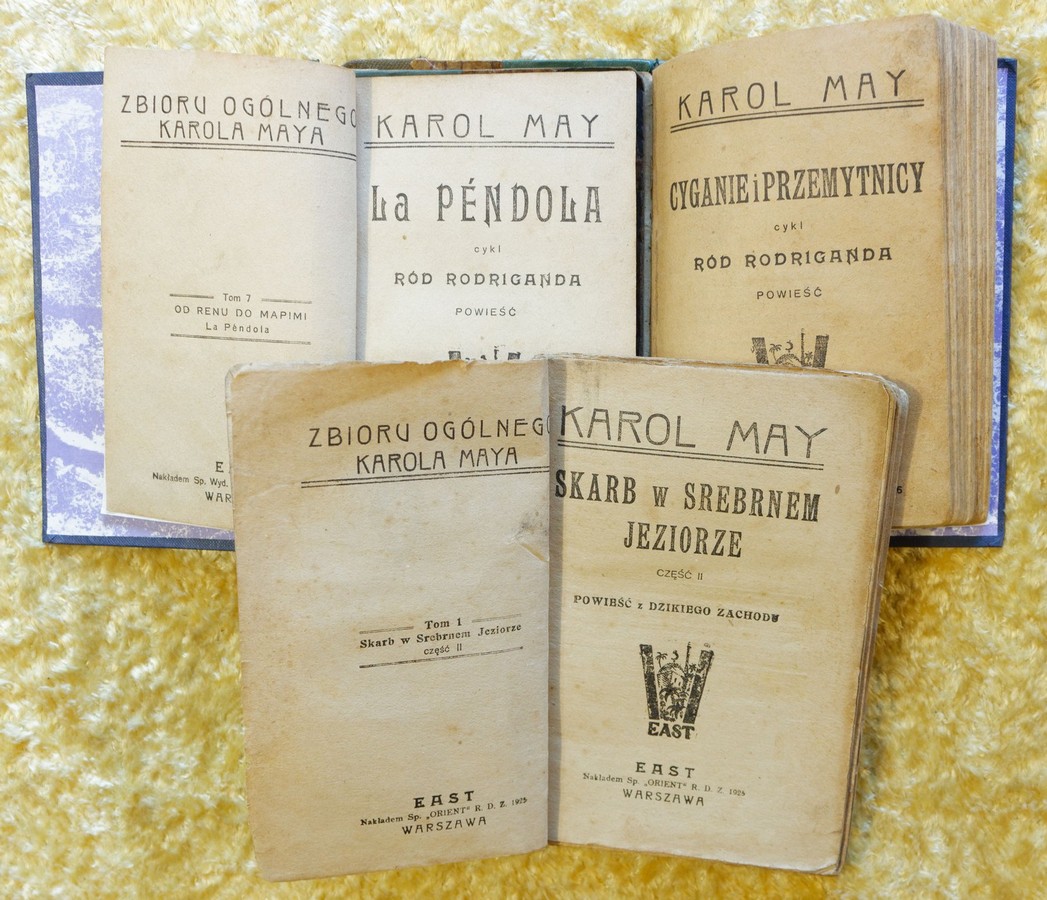 ZBIORU OGÓLNEGO
KAROLA MAYA
Tom 7
OD RENU DO MAPIMI
La Péndola
E
Nakładem Sp. Wyd.
WAR
KAROL MAY
La PÉNDOLA
cykl
RÓD RODRIGANDA
POWIEŚĆ
KAROL MAY
CYGANIE i PRZEMYTNICY
cykl
RÓD RODRIGANDA
POWIEŚĆ
ZBIORU OGÓLNEGO
KAROLA MAYA
Tom 1
Skarb w Srebrnem Jeziorze
część II
EAST
Nakładem Sp. „ORIENT" R. D. Z. 1925
WARSZAWA
KAROL MAY
SKARB w SREBRNEM
JEZIORZE
CZĘŚĆ II
POWIEŚĆ z DZIKIEGO ZACHODU
EAST
EAST
Nakładem Sp. „ORIENT" R. D. Z. 1925
WARSZAWA